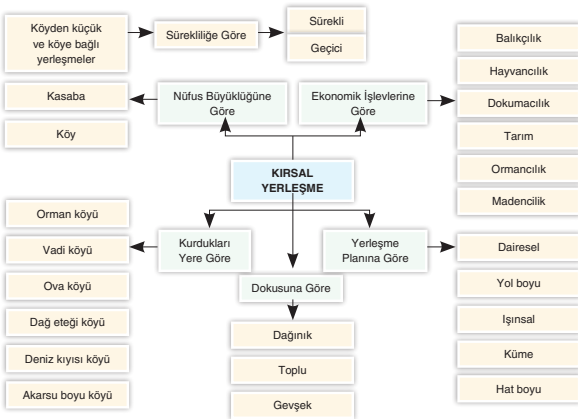 Köyden küçük
ve köye bağlı
yerleşmeler
Sürekliliğe Göre
Sürekli
Geçici
Kasaba
Köy
Nüfus Büyüklüğüne
Göre
Ekonomik İşlevlerine
Göre
Balıkçılık
Hayvancılık
Dokumacılık
Tarım
Ormancılık
Madencilik
KIRSAL
YERLEŞME
Orman köyü
Vadi köyü
Ova köyü
Dağ eteği köyü
Deniz kıyısı köyü
Akarsu boyu köyü
Kurdukları
Yere Göre
Dokusuna Göre
Dağınık
Toplu
Gevşek
Yerleşme
Planına Göre
Dairesel
Yol boyu
Işınsal
Küme
Hat boyu